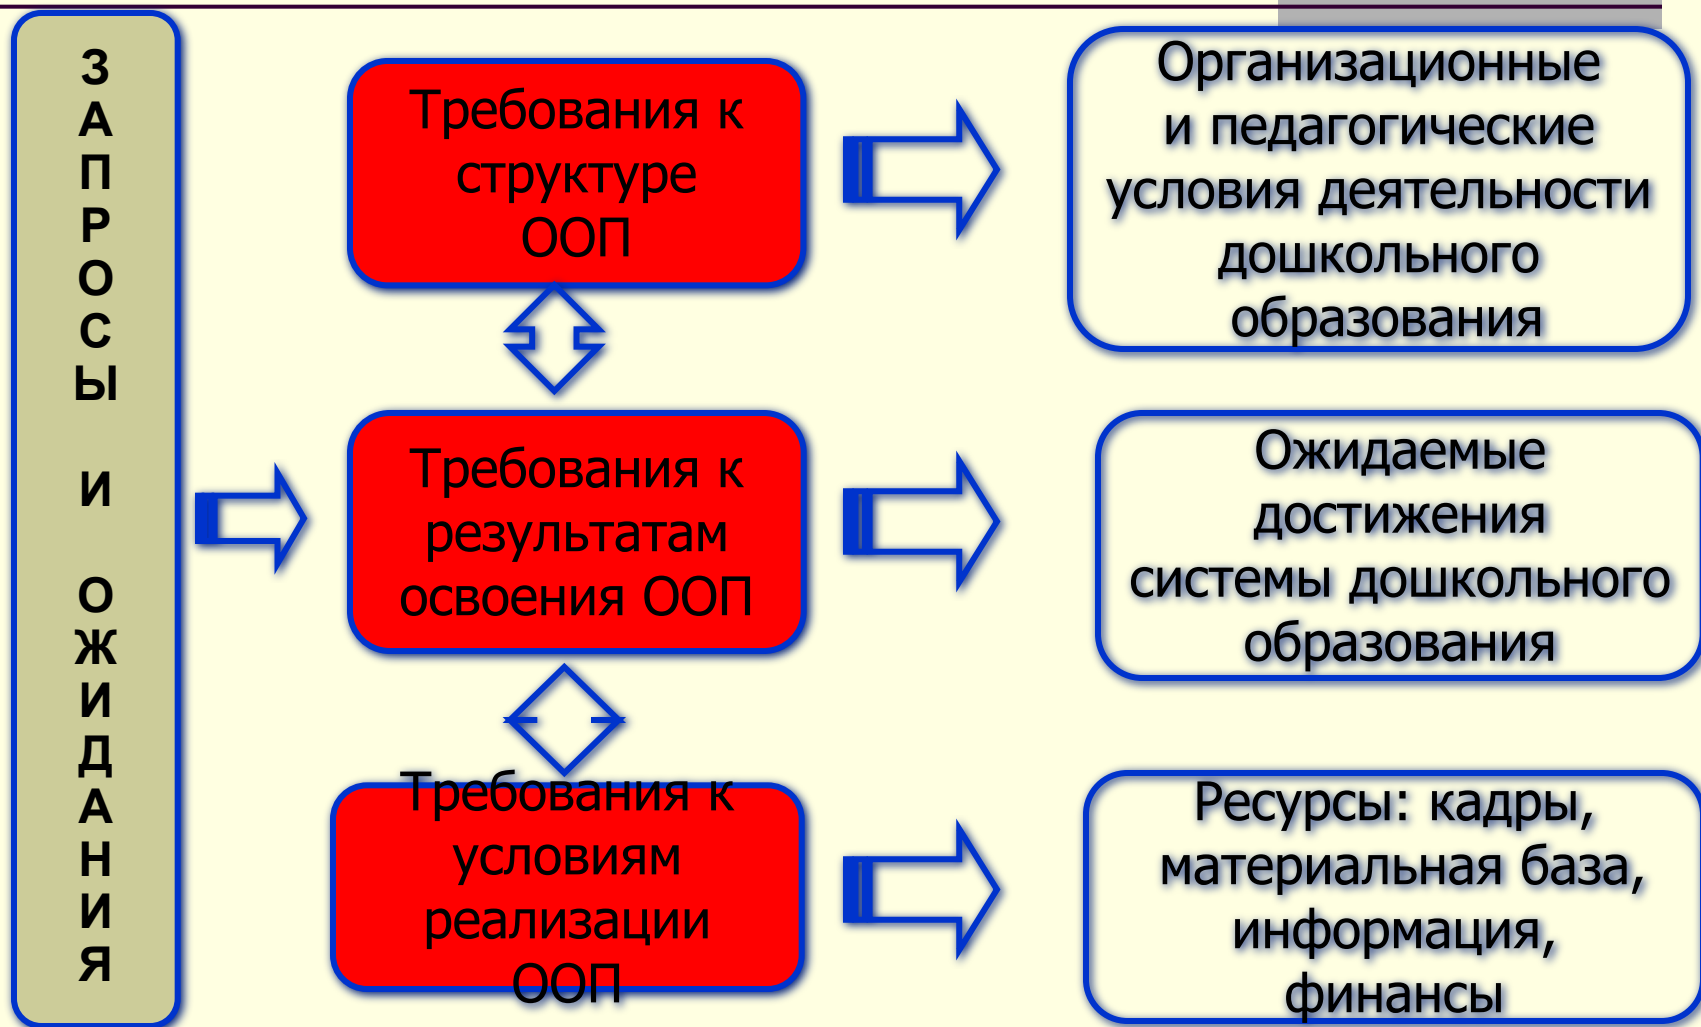 З
А
П
Р
О
С
Ы
И
О
Ж
И
Д
А
Н
И
Я
Требования к
структуре
ООП
Организационные
и педагогические
условия деятельности
дошкольного
образования
Требования к
результатам
освоения ООП
Ожидаемые
достижения
системы дошкольного
образования
Требования к
условиям
реализации
ООП
Ресурсы: кадры,
материальная база,
информация,
финансы